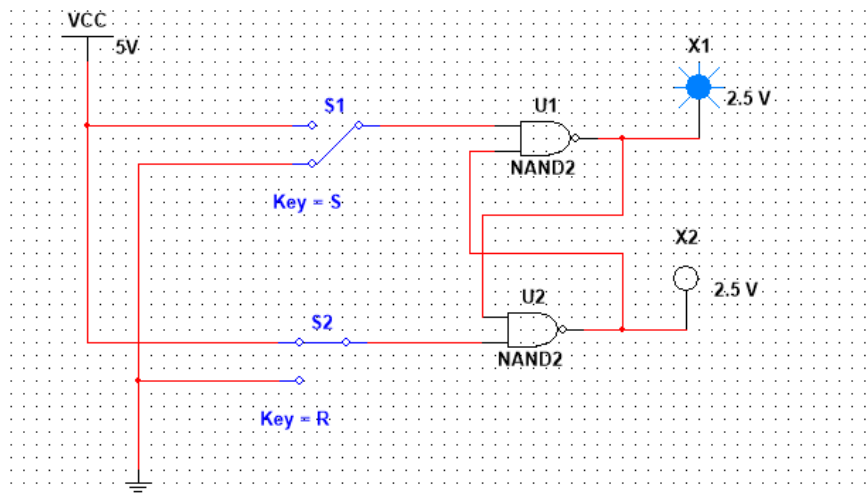 VCC
5V
X1
2.5 V
S1
U1
NAND2
Key = S
X2
2.5 V
U2
S2
NAND2
Key = R